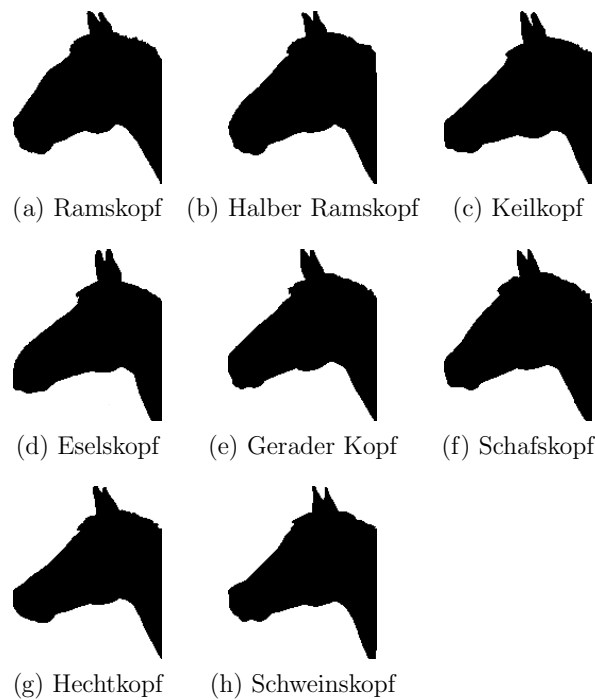 (a) Ramskopf (b) Halber Ramskopf (c) Keilkopf
(d) Eselskopf (e) Gerader Kopf (f) Schafskopf
(g) Hechtkopf (h) Schweinskopf